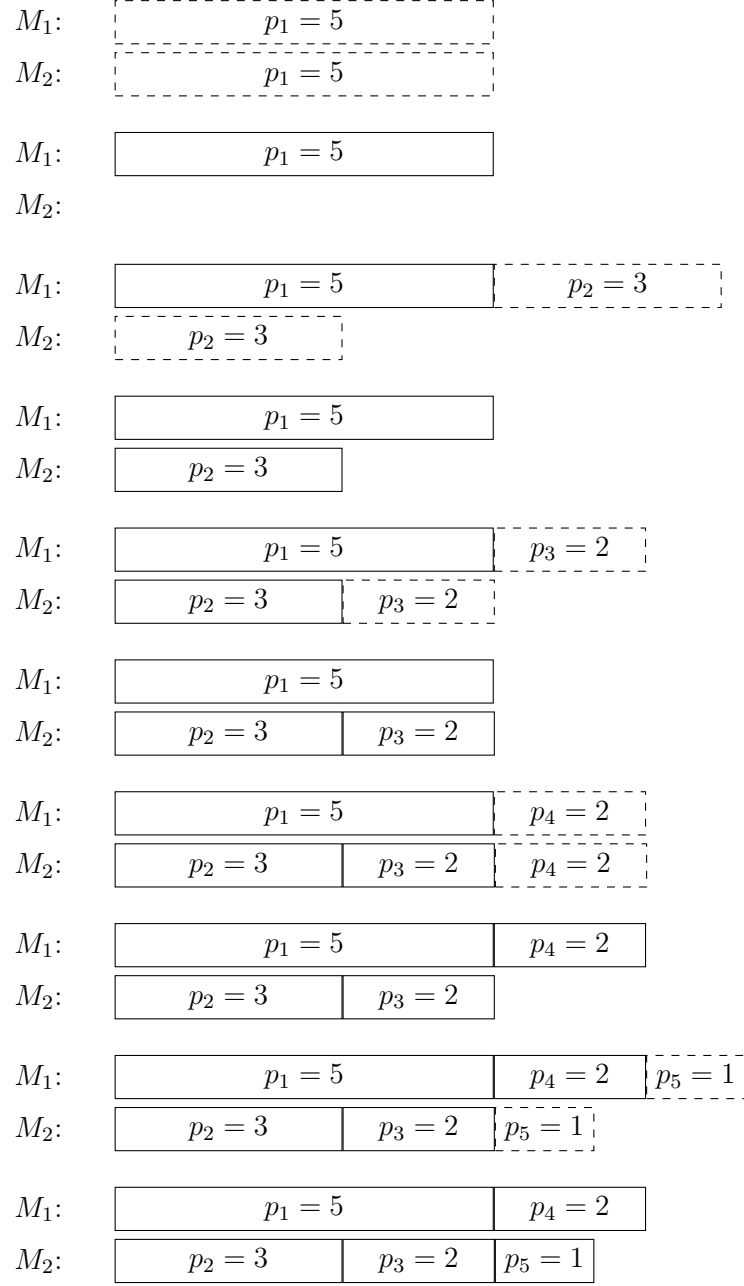 M₁: p₁ = 5
M₂: p₁ = 5
M₁: p₁ = 5
M₂:
M₁: p₁ = 5 p₂ = 3
M₂: p₂ = 3
M₁: p₁ = 5
M₂: p₂ = 3
M₁: p₁ = 5 p₃ = 2
M₂: p₂ = 3 p₃ = 2
M₁: p₁ = 5
M₂: p₂ = 3 p₃ = 2
M₁: p₁ = 5 p₄ = 2
M₂: p₂ = 3 p₃ = 2 p₄ = 2
M₁: p₁ = 5 p₄ = 2
M₂: p₂ = 3 p₃ = 2
M₁: p₁ = 5 p₄ = 2 p₅ = 1
M₂: p₂ = 3 p₃ = 2 p₅ = 1
M₁: p₁ = 5 p₄ = 2
M₂: p₂ = 3 p₃ = 2 p₅ = 1